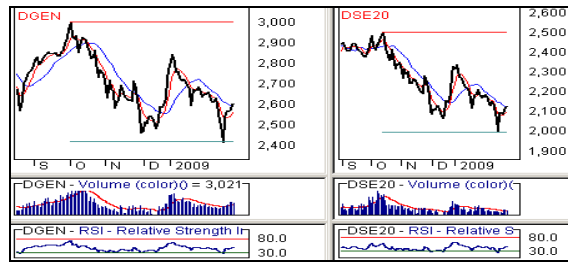 DGEN
3,000
2,900
2,800
2,700
2,600
2,500
2,400
S O N D 2009
DGEN - Volume (color)() = 3,021
DGEN - RSI - Relative Strength Ir
80.0
30.0
DSE20
2,600
2,500
2,400
2,300
2,200
2,100
2,000
1,900
S O N D 2009
DSE20 - Volume (color)(
DSE20 - RSI - Relative S
80.0
30.0